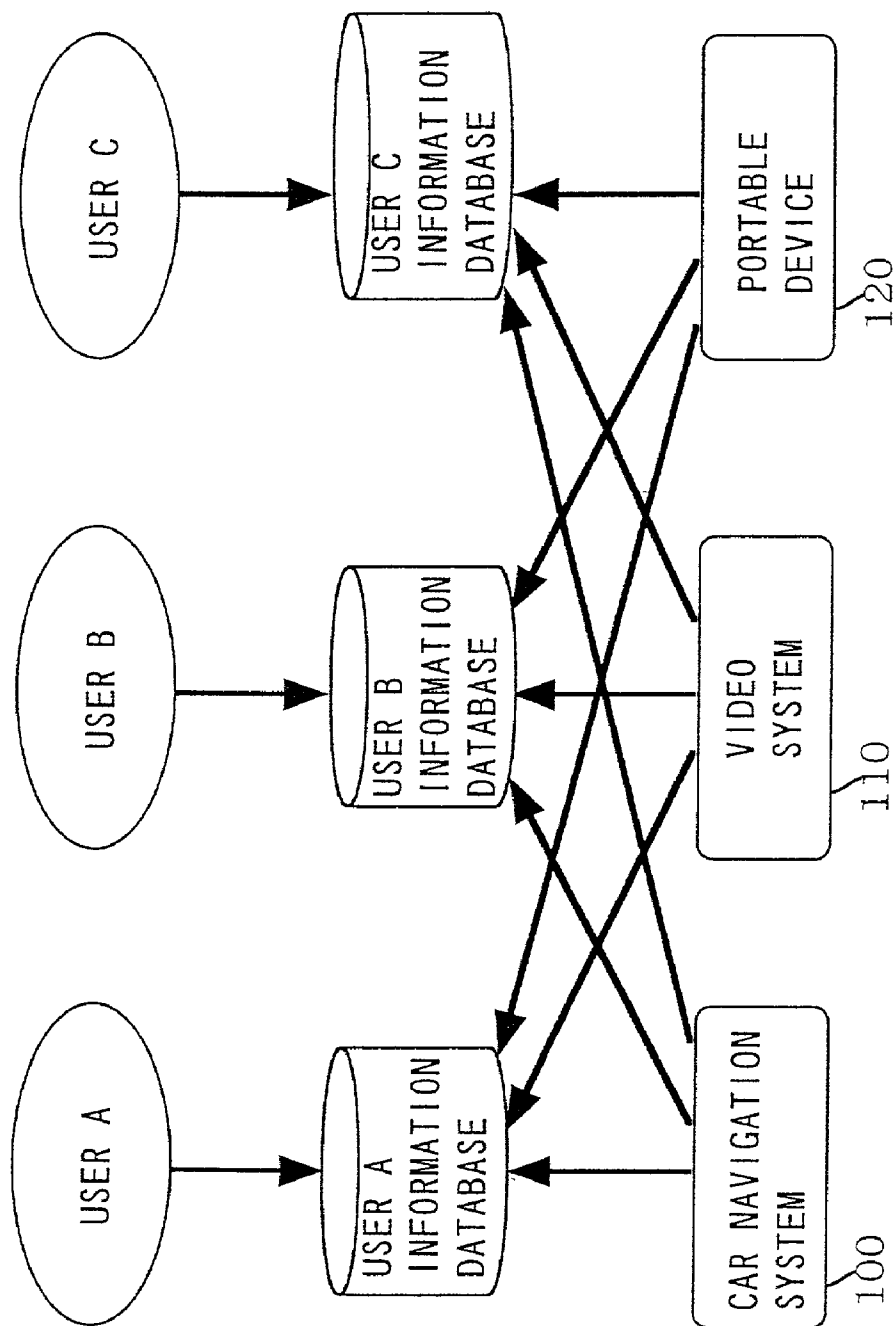 USER A
USER B
USER C
USER A
INFORMATION
DATABASE
USER B
INFORMATION
DATABASE
USER C
INFORMATION
DATABASE
CAR NAVIGATION
SYSTEM
100
VIDEO
SYSTEM
110
PORTABLE
DEVICE
120